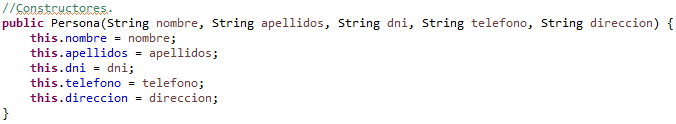 //Constructores.
public Persona(String nombre, String apellidos, String dni, String telefono, String direccion) {
    this.nombre = nombre;
    this.apellidos = apellidos;
    this.dni = dni;
    this.telefono = telefono;
    this.direccion = direccion;
}